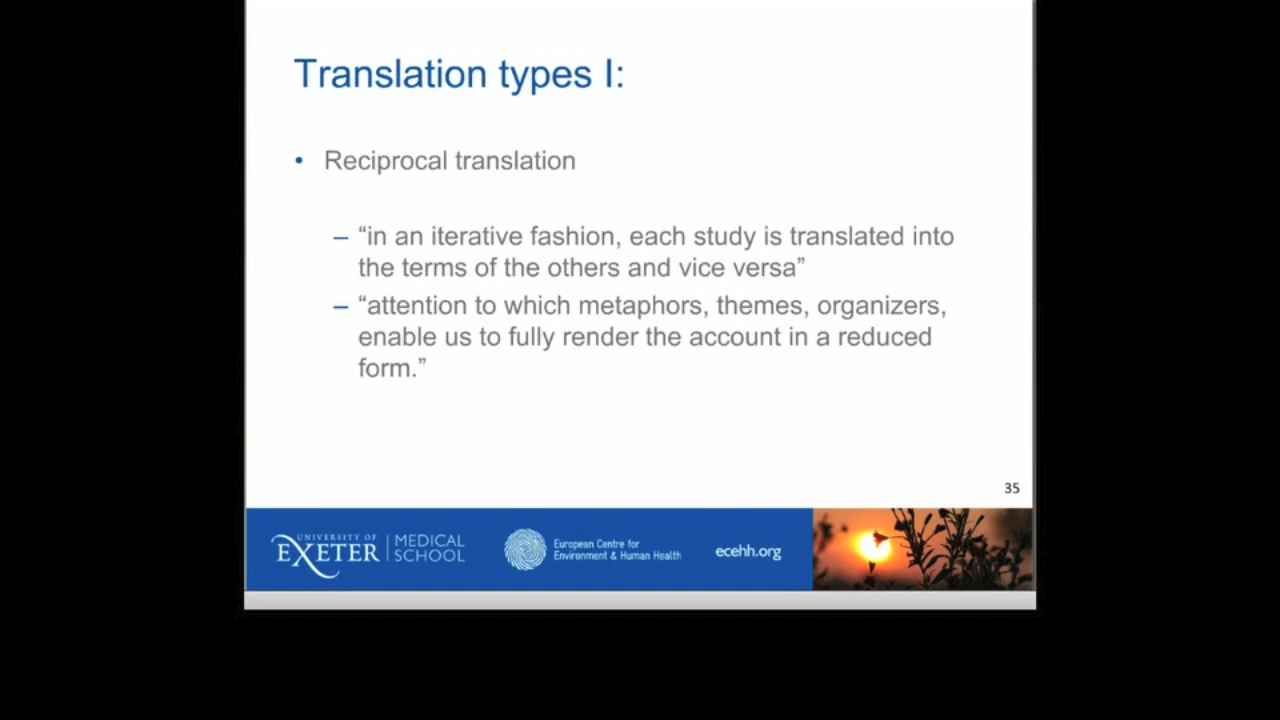 Translation types I:
• Reciprocal translation
– “in an iterative fashion, each study is translated into
the terms of the others and vice versa”
– “attention to which metaphors, themes, organizers,
enable us to fully render the account in a reduced
form.”
35
UNIVERSITY OF
EXETER
MEDICAL
SCHOOL
European Centre for
Environment & Human Health
ecehh.org